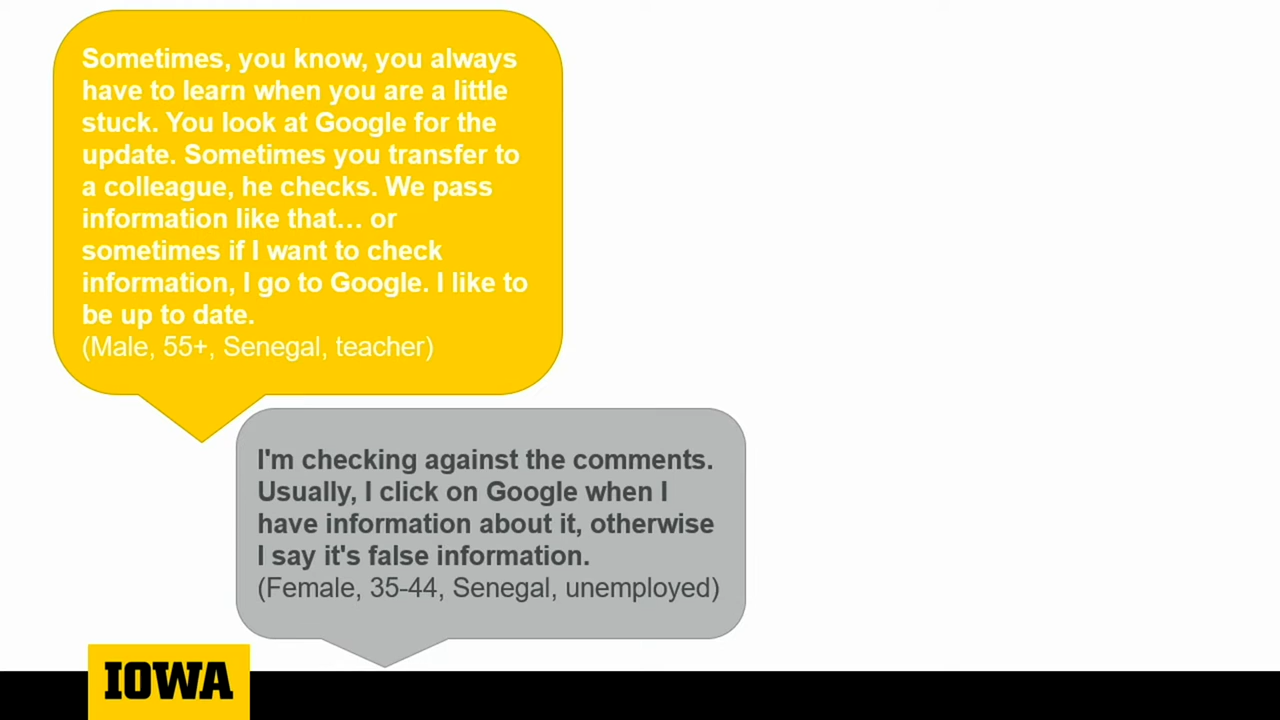 Sometimes, you know, you always
have to learn when you are a little
stuck. You look at Google for the
update. Sometimes you transfer to
a colleague, he checks. We pass
information like that… or
sometimes if I want to check
information, I go to Google. I like to
be up to date.
(Male, 55+, Senegal, teacher)
I'm checking against the comments.
Usually, I click on Google when I
have information about it, otherwise
I say it's false information.
(Female, 35-44, Senegal, unemployed)
IOWA